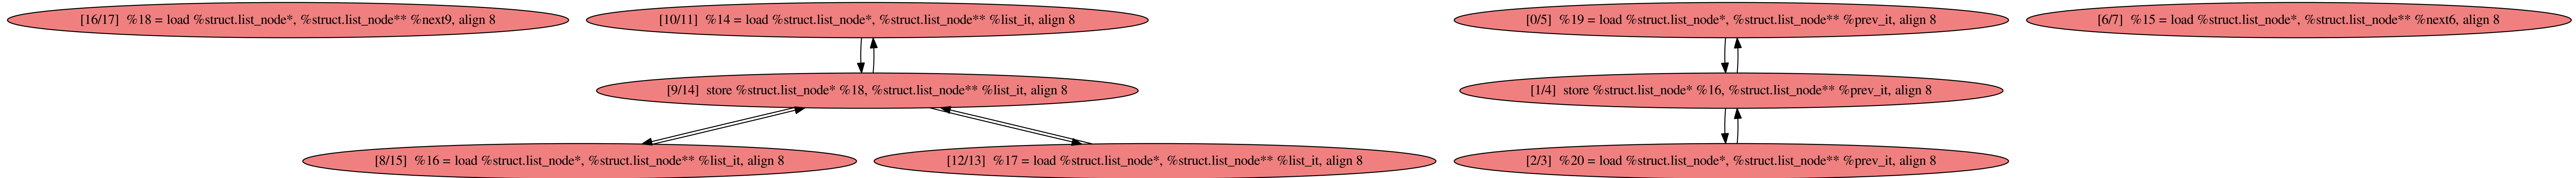 [16/17]  %18 = load %struct.list_node*, %struct.list_node** %next9, align 8
[10/11]  %14 = load %struct.list_node*, %struct.list_node** %list_it, align 8
[0/5]  %19 = load %struct.list_node*, %struct.list_node** %prev_it, align 8
[6/7]  %15 = load %struct.list_node*, %struct.list_node** %next6, align 8
[9/14]  store %struct.list_node* %18, %struct.list_node** %list_it, align 8
[1/4]  store %struct.list_node* %16, %struct.list_node** %prev_it, align 8
[8/15]  %16 = load %struct.list_node*, %struct.list_node** %list_it, align 8
[12/13]  %17 = load %struct.list_node*, %struct.list_node** %list_it, align 8
[2/3]  %20 = load %struct.list_node*, %struct.list_node** %prev_it, align 8